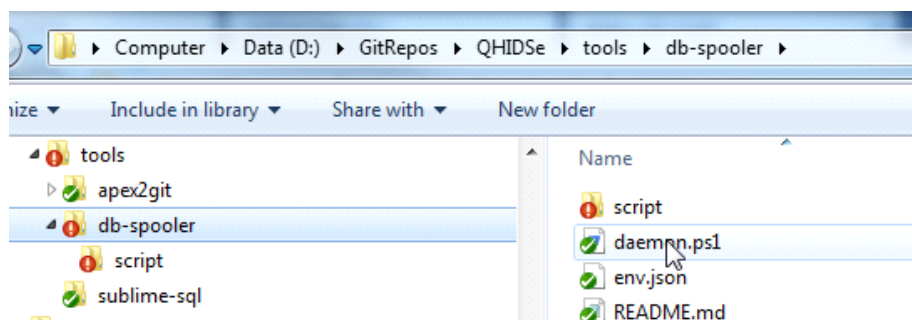 Computer Data (D:) GitRepos QHIDSe tools db-spooler
nize Include in library Share with New folder
tools
apex2git
db-spooler
script
sublime-sql
Name
script
daemon.ps1
env.json
README.md